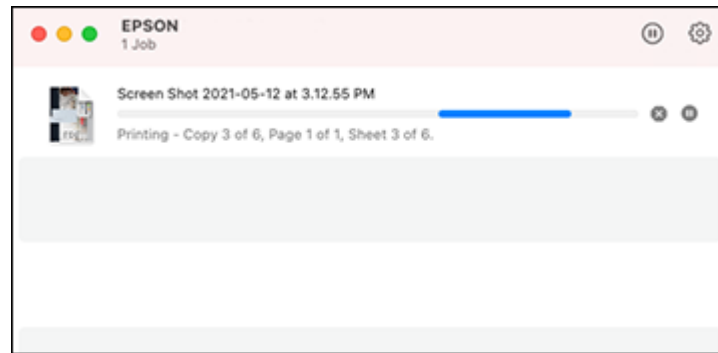 EPSON
1 Job
Screen Shot 2021-05-12 at 3.12.55 PM
Printing - Copy 3 of 6, Page 1 of 1, Sheet 3 of 6.